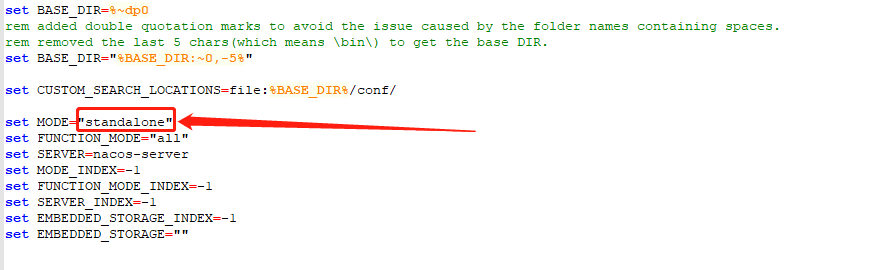 set BASE_DIR=%~dp0
rem added double quotation marks to avoid the issue caused by the folder names containing spaces.
rem removed the last 5 chars(which means \bin\) to get the base DIR.
set BASE_DIR="%BASE_DIR:~0,-5%"
set CUSTOM_SEARCH_LOCATIONS=file:%BASE_DIR%/conf/
set MODE="standalone"
set FUNCTION_MODE="all"
set SERVER=nacos-server
set MODE_INDEX=-1
set FUNCTION_MODE_INDEX=-1
set SERVER_INDEX=-1
set EMBEDDED_STORAGE_INDEX=-1
set EMBEDDED_STORAGE=""